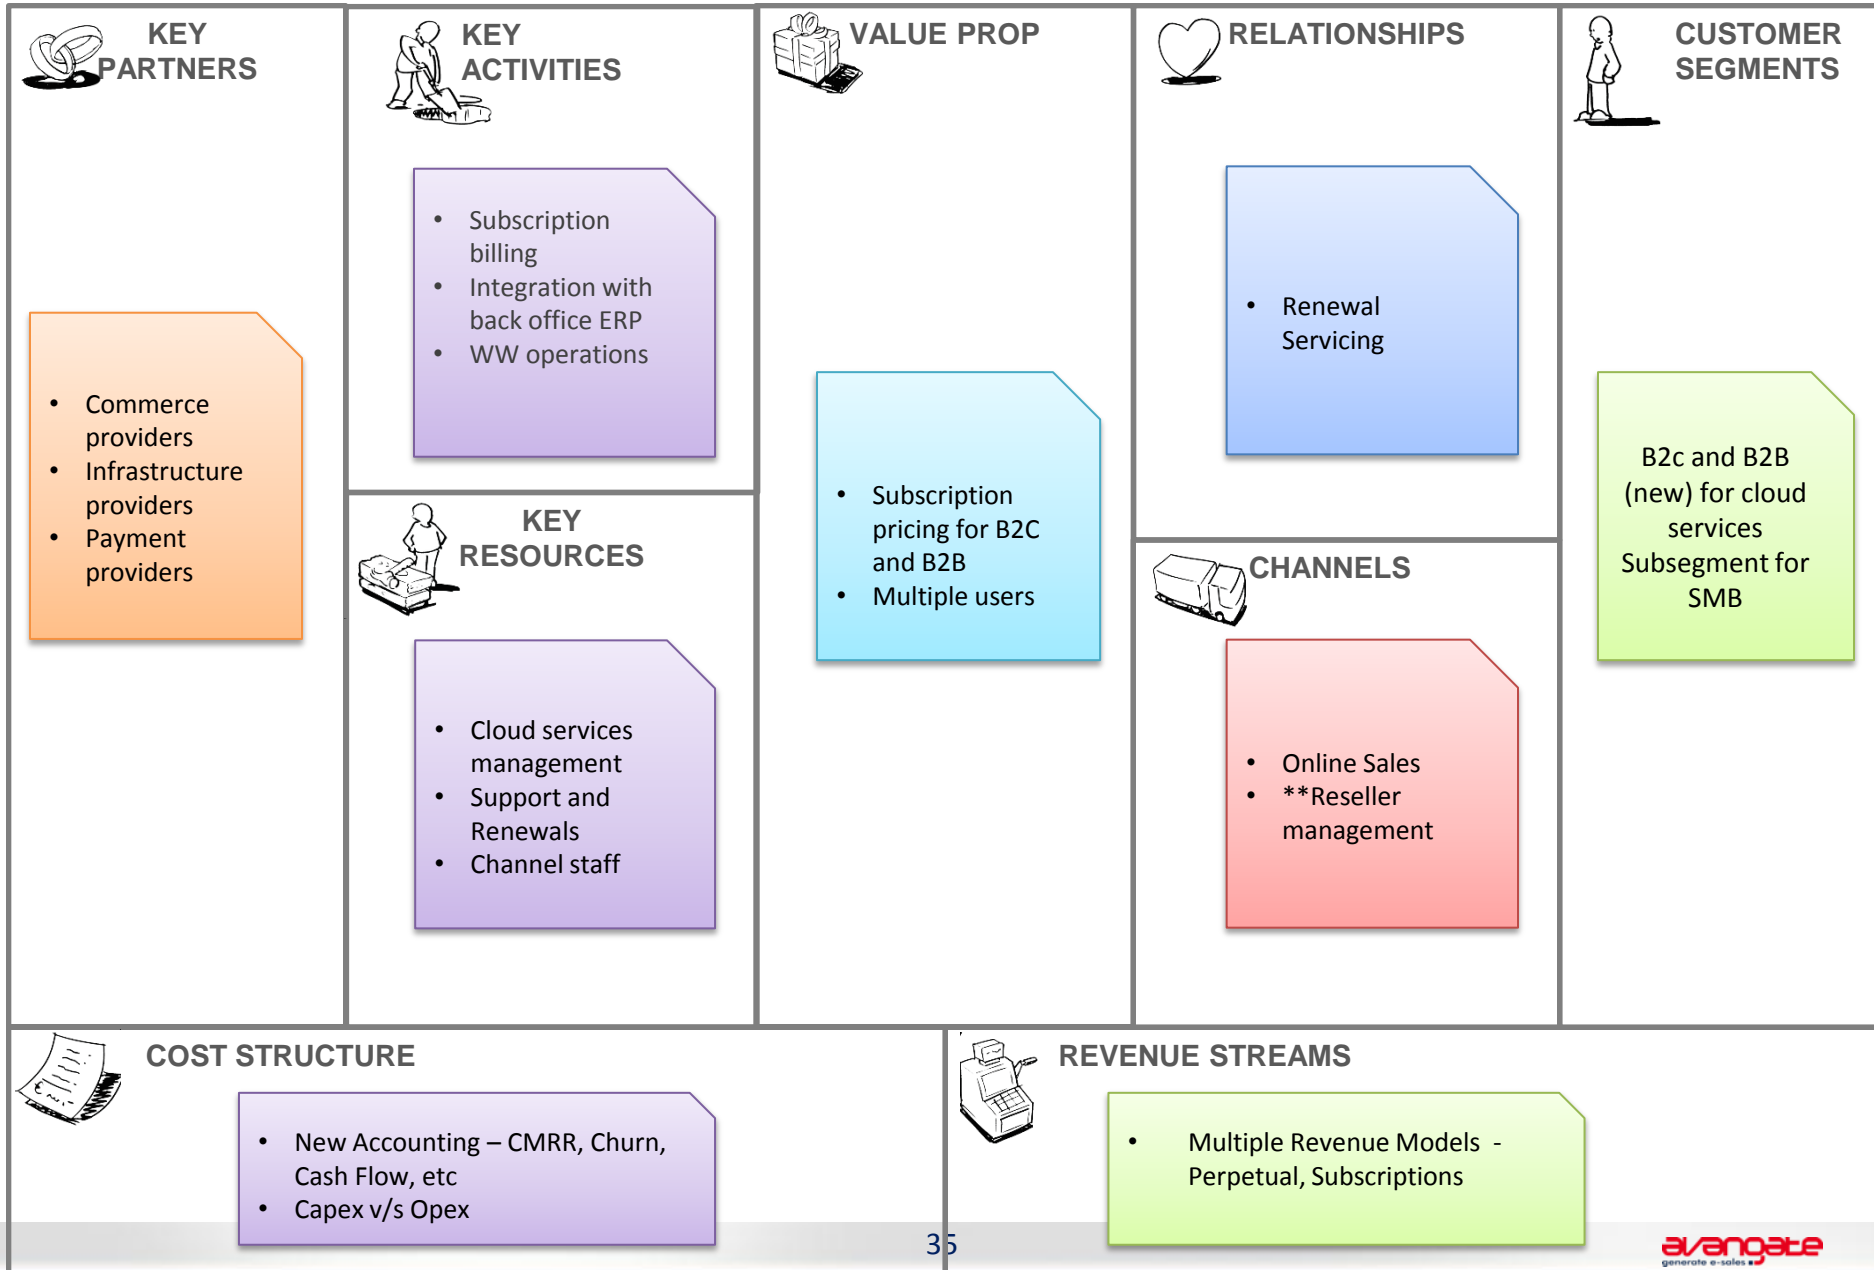 KEY
PARTNERS
• Commerce
providers
• Infrastructure
providers
• Payment
providers
KEY
ACTIVITIES
• Subscription
billing
• Integration with
back office ERP
• WW operations
KEY
RESOURCES
• Cloud services
management
• Support and
Renewals
• Channel staff
VALUE PROP
• Subscription
pricing for B2C
and B2B
• Multiple users
RELATIONSHIPS
• Renewal
Servicing
CHANNELS
• Online Sales
• **Reseller
management
CUSTOMER
SEGMENTS
B2c and B2B
(new) for cloud
services
Subsegment for
SMB
COST STRUCTURE
• New Accounting – CMRR, Churn,
Cash Flow, etc
• Capex v/s Opex
REVENUE STREAMS
• Multiple Revenue Models -
Perpetual, Subscriptions
35
avangate
generate e-sales